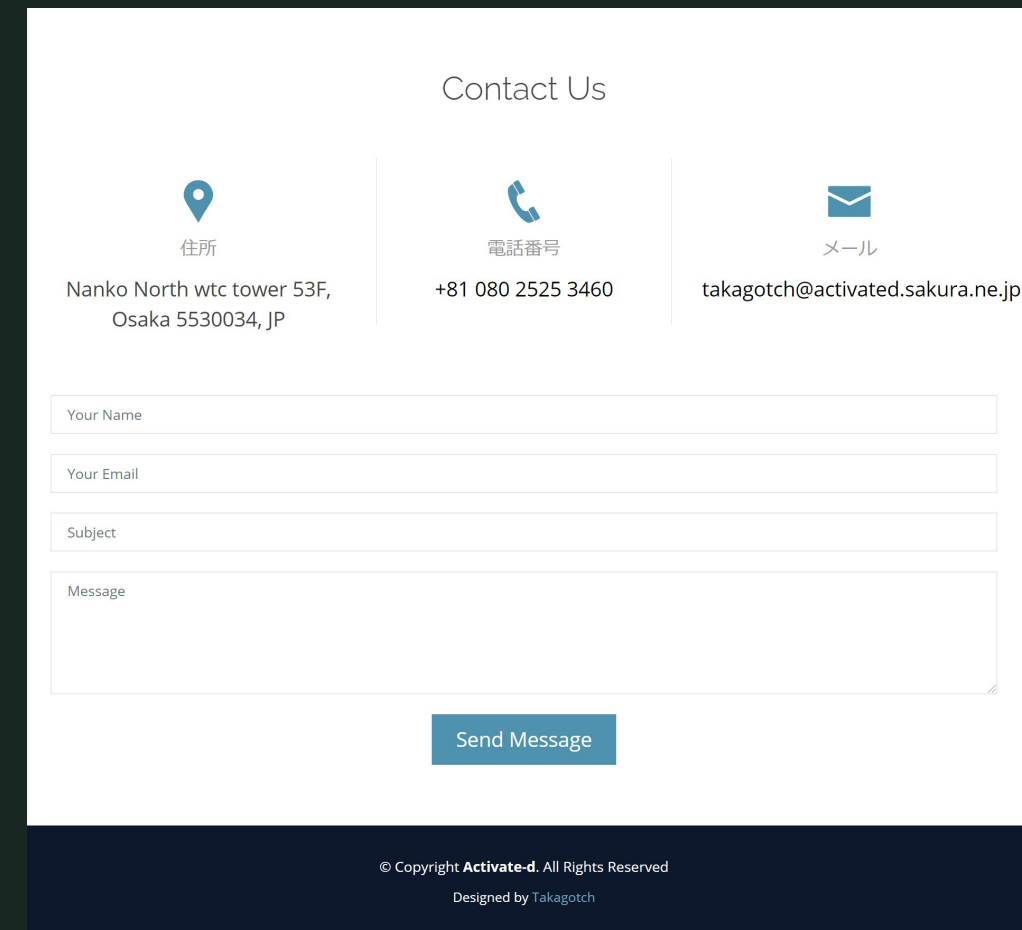 Contact Us
住所
Nanko North wtc tower 53F,
Osaka 5530034, JP
電話番号
+81 080 2525 3460
メール
takagotch@activated.sakura.ne.jp
Your Name
Your Email
Subject
Message
Send Message
© Copyright Activate-d. All Rights Reserved
Designed by Takagotch